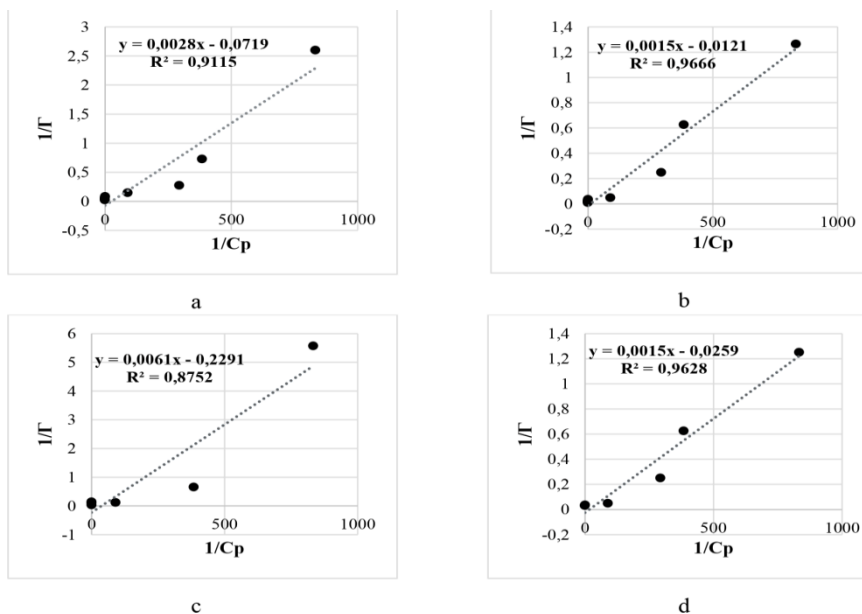 3
2,5
2
1,5
1
0,5
0
-0,5
y = 0,0028x - 0,0719
R² = 0,9115
1/Γ
0 500 1000
1/Cp
a
1,4
1,2
1
0,8
0,6
0,4
0,2
0
-0,2
y = 0,0015x - 0,0121
R² = 0,9666
1/Γ
0 500 1000
1/Cp
b
6
5
4
3
2
1
0
-1
y = 0,0061x - 0,2291
R² = 0,8752
1/Γ
0 500 1000
1/Cp
c
1,4
1,2
1
0,8
0,6
0,4
0,2
0
-0,2
y = 0,0015x - 0,0259
R² = 0,9628
1/Γ
0 500 1000
1/Cp
d